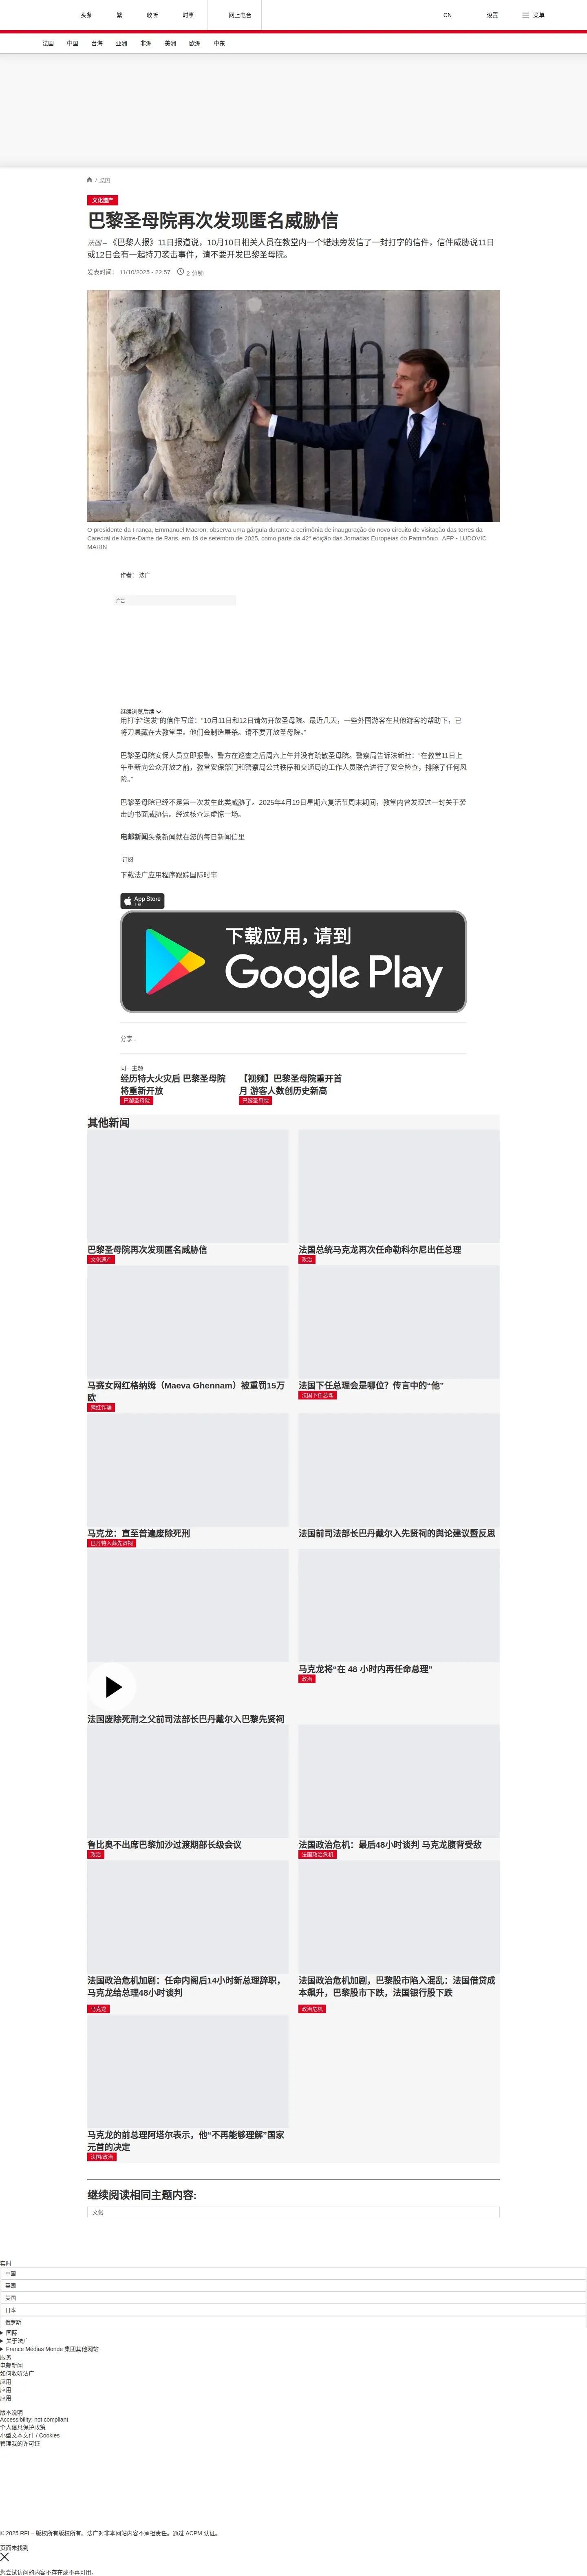 头条
繁
收听
时事
网上电台
CN
设置
菜单
法国
中国
台海
亚洲
非洲
美洲
欧洲
中东
/ 法国
文化遗产
巴黎圣母院再次发现匿名威胁信
法国 – 《巴黎人报》11日报道说，10月10日相关人员在教堂内一个蜡烛旁发信了一封打字的信件，信件威胁说11日
或12日会有一起持刀袭击事件，请不要开发巴黎圣母院。
发表时间： 11/10/2025 - 22:57
2 分钟
O presidente da França, Emmanuel Macron, observa uma gárgula durante a cerimônia de inauguração do novo circuito de visitação das torres da
Catedral de Notre-Dame de Paris, em 19 de setembro de 2025, como parte da 42ª edição das Jornadas Europeias do Patrimônio. AFP - LUDOVIC
MARIN
作者： 法广
广告
继续浏览后续
用打字“送发”的信件写道：“10月11日和12日请勿开放圣母院。最近几天，一些外国游客在其他游客的帮助下，已
将刀具藏在大教堂里。他们会制造屠杀。请不要开放圣母院。”
巴黎圣母院安保人员立即报警。警方在巡查之后周六上午并没有疏散圣母院。警察局告诉法新社：“在教堂11日上
午重新向公众开放之前，教堂安保部门和警察局公共秩序和交通局的工作人员联合进行了安全检查，排除了任何风
险。”
巴黎圣母院已经不是第一次发生此类威胁了。2025年4月19日星期六复活节周末期间，教堂内曾发现过一封关于袭
击的书面威胁信。经过核查是虚惊一场。
电邮新闻头条新闻就在您的每日新闻信里
订阅
下载法广应用程序跟踪国际时事
App Store
下载
下载应用，请到
Google Play
分享 :
同一主题
经历特大火灾后 巴黎圣母院
将重新开放
巴黎圣母院
【视频】巴黎圣母院重开首
月 游客人数创历史新高
巴黎圣母院
其他新闻
巴黎圣母院再次发现匿名威胁信
文化遗产
法国总统马克龙再次任命勒科尔尼出任总理
政治
马赛女网红格纳姆（Maeva Ghennam）被重罚15万
欧
网红诈骗
法国下任总理会是哪位？传言中的“他”
法国下任总理
马克龙：直至普遍废除死刑
巴丹特入葬先贤祠
法国前司法部长巴丹戴尔入先贤祠的舆论建议暨反思
法国废除死刑之父前司法部长巴丹戴尔入巴黎先贤祠
马克龙将“在 48 小时内再任命总理”
政治
鲁比奥不出席巴黎加沙过渡期部长级会议
政治
法国政治危机：最后48小时谈判 马克龙腹背受敌
法国政治危机
法国政治危机加剧：任命内阁后14小时新总理辞职，
马克龙给总理48小时谈判
马克龙
法国政治危机加剧，巴黎股市陷入混乱：法国借贷成
本飙升，巴黎股市下跌，法国银行股下跌
政治危机
马克龙的前总理阿塔尔表示，他“不再能够理解”国家
元首的决定
法国/政治
继续阅读相同主题内容:
文化
实时
中国
英国
美国
日本
俄罗斯
国际
关于法广
France Médias Monde 集团其他网站
服务
电邮新闻
如何收听法广
应用
应用
应用
版本说明
Accessibility: not compliant
个人信息保护政策
小型文本文件 / Cookies
管理我的许可证
© 2025 RFI – 版权所有版权所有。法广对非本网站内容不承担责任。通过 ACPM 认证。
页面未找到
您尝试访问的内容不存在或不再可用。